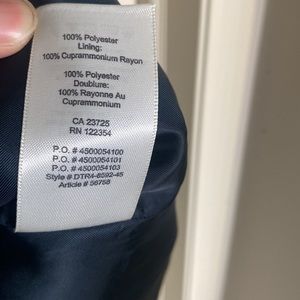 100% Polyester
Lining:
100% Cuprammonium Rayon
100% Polyester
Doublure:
100% Rayonne Au
Cuprammonium
CA 23725
RN 122354
P.O. # 4500054100
P.O. # 4500054101
P.O. # 4500054103
Style # DTR4-8592-45
Article # 56758